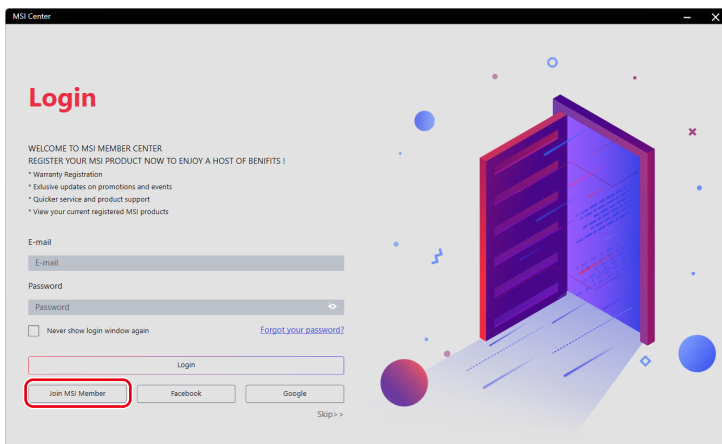 MSI Center
Login
WELCOME TO MSI MEMBER CENTER
REGISTER YOUR MSI PRODUCT NOW TO ENJOY A HOST OF BENIFITS !
* Warranty Registration
* Exlusive updates on promotions and events
* Quicker service and product support
* View your current registered MSI products
E-mail
E-mail
Password
Password
Never show login window again Forgot your password?
Login
Join MSI Member Facebook Google
Skip>>